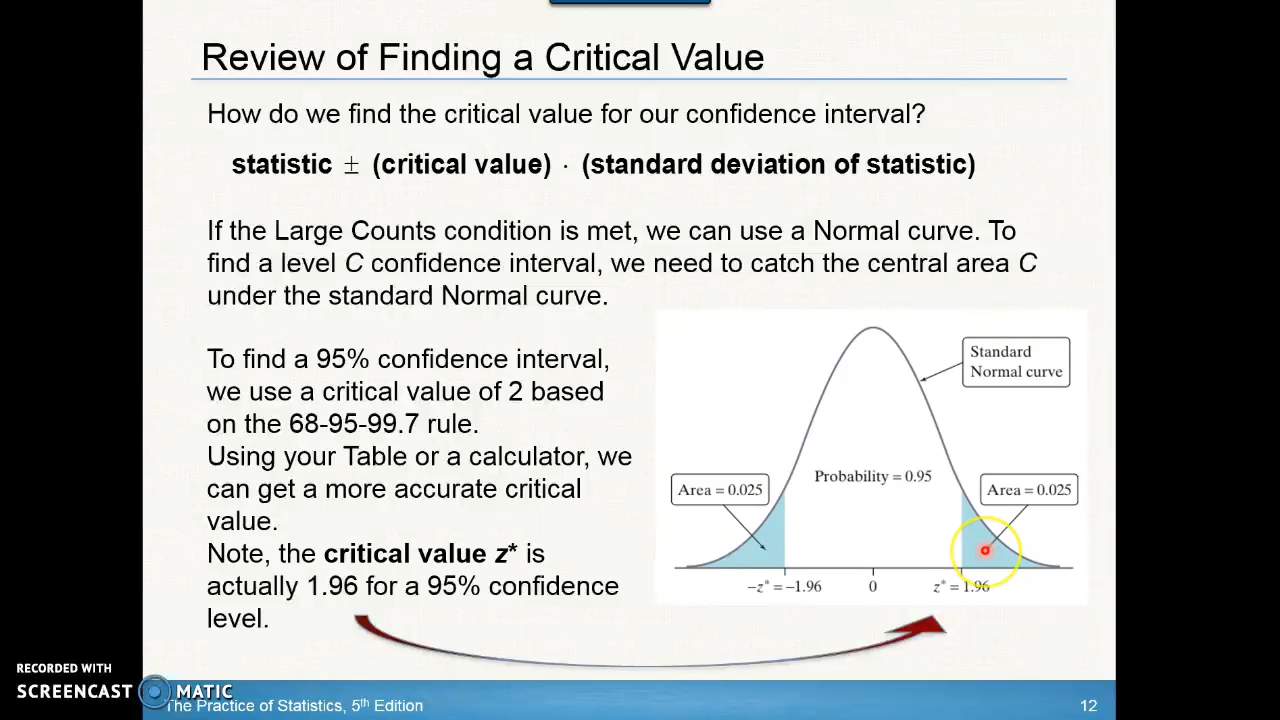 Review of Finding a Critical Value
How do we find the critical value for our confidence interval?
statistic ± (critical value) · (standard deviation of statistic)
If the Large Counts condition is met, we can use a Normal curve. To
find a level C confidence interval, we need to catch the central area C
under the standard Normal curve.
To find a 95% confidence interval,
we use a critical value of 2 based
on the 68-95-99.7 rule.
Using your Table or a calculator, we
can get a more accurate critical
value.
Note, the critical value z* is
actually 1.96 for a 95% confidence
level.
Standard
Normal curve
Probability = 0.95
Area = 0.025
Area = 0.025
−z* = −1.96
0
z* = 1.96
RECORDED WITH
SCREENCAST MATIC
The Practice of Statistics, 5th Edition
12